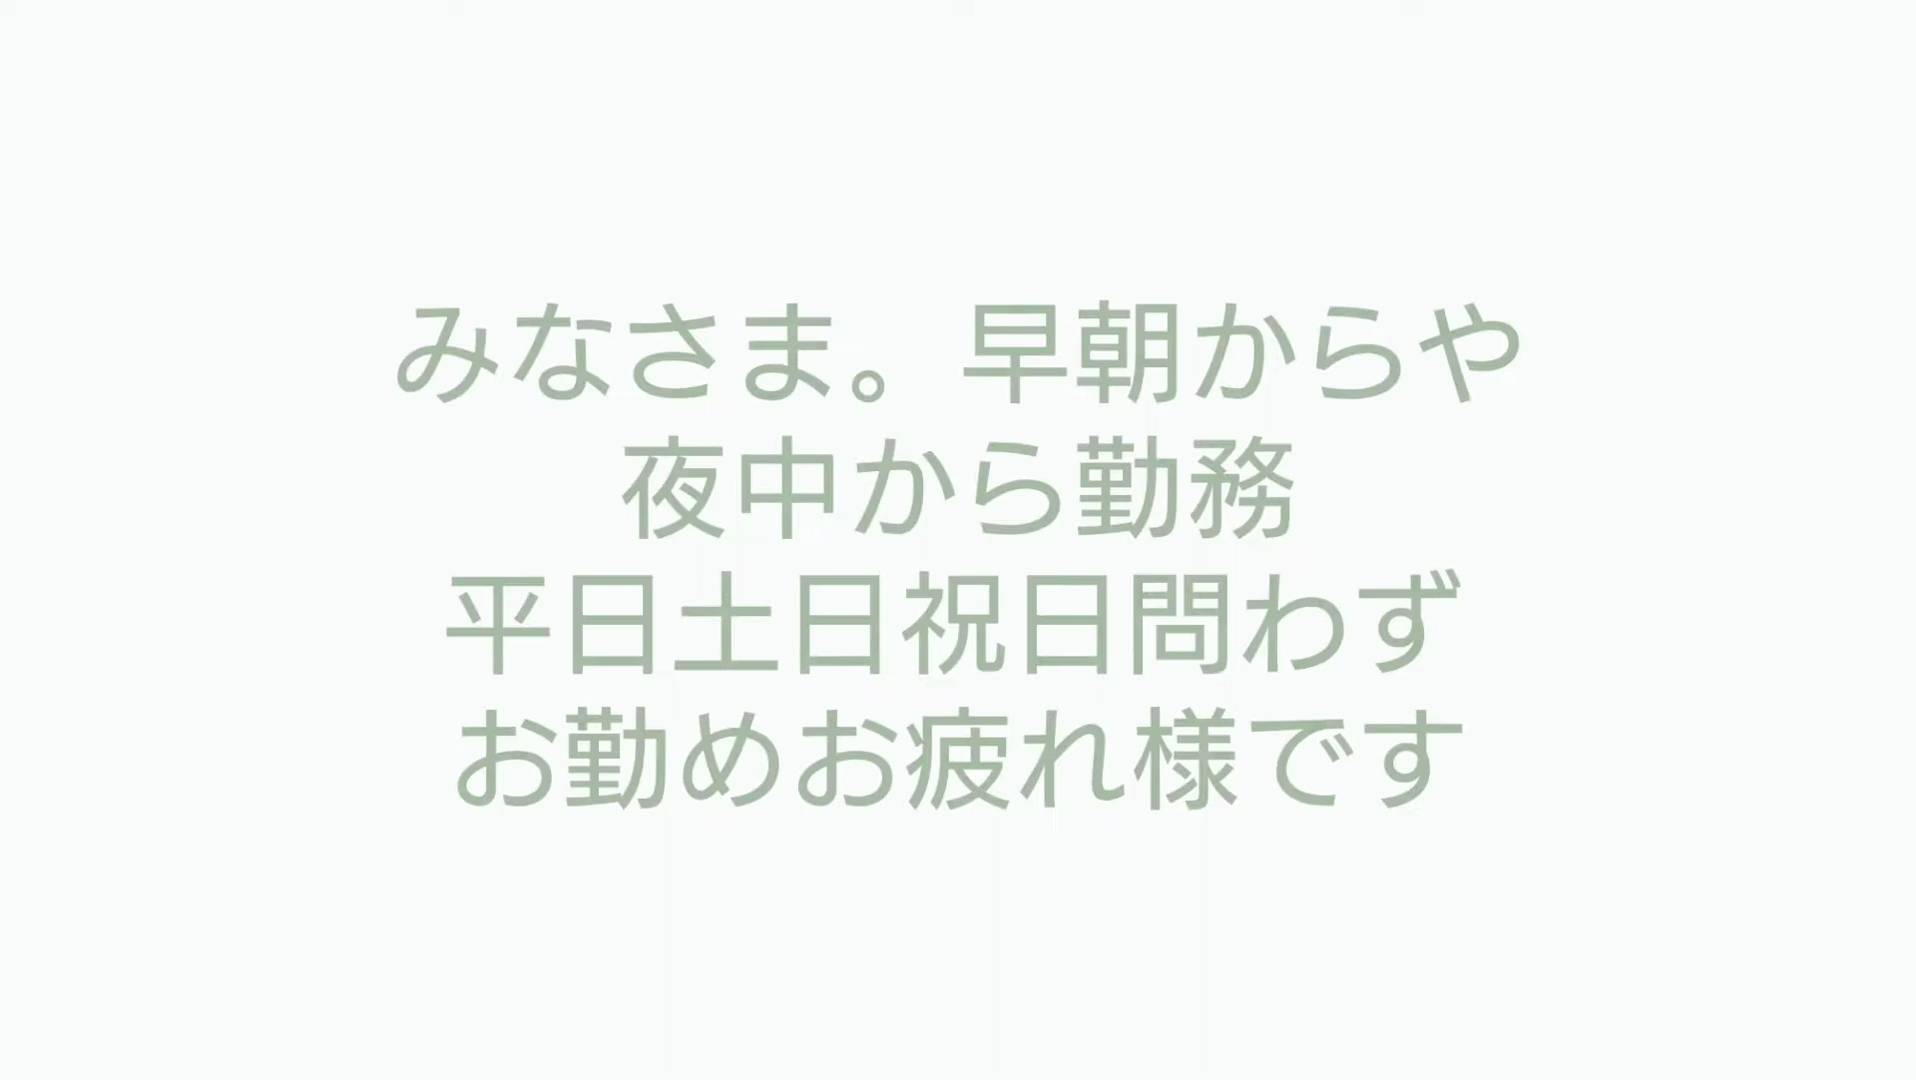 みなさま。早朝からや
夜中から勤務
平日土日祝日問わず
お勤めお疲れ様です